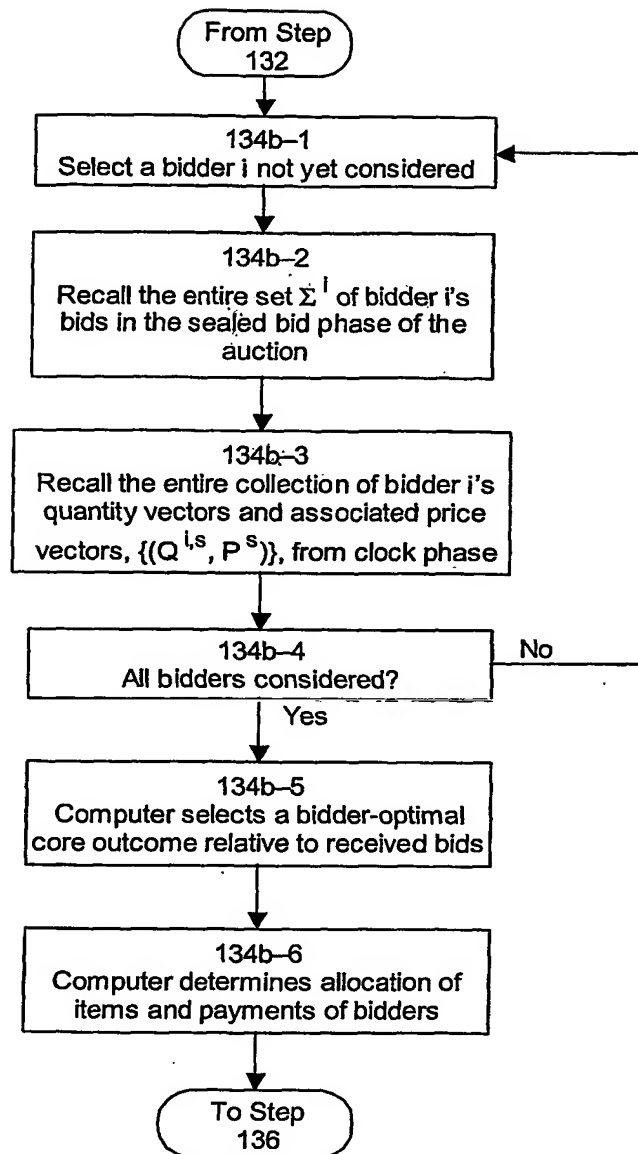 From Step
132
134b–1
Select a bidder i not yet considered
134b–2
Recall the entire set Σ i of bidder i's
bids in the sealed bid phase of the
auction
134b–3
Recall the entire collection of bidder i's
quantity vectors and associated price
vectors, {(Q i,s, P s)}, from clock phase
134b–4
All bidders considered?
No
Yes
134b–5
Computer selects a bidder-optimal
core outcome relative to received bids
134b–6
Computer determines allocation of
items and payments of bidders
To Step
136